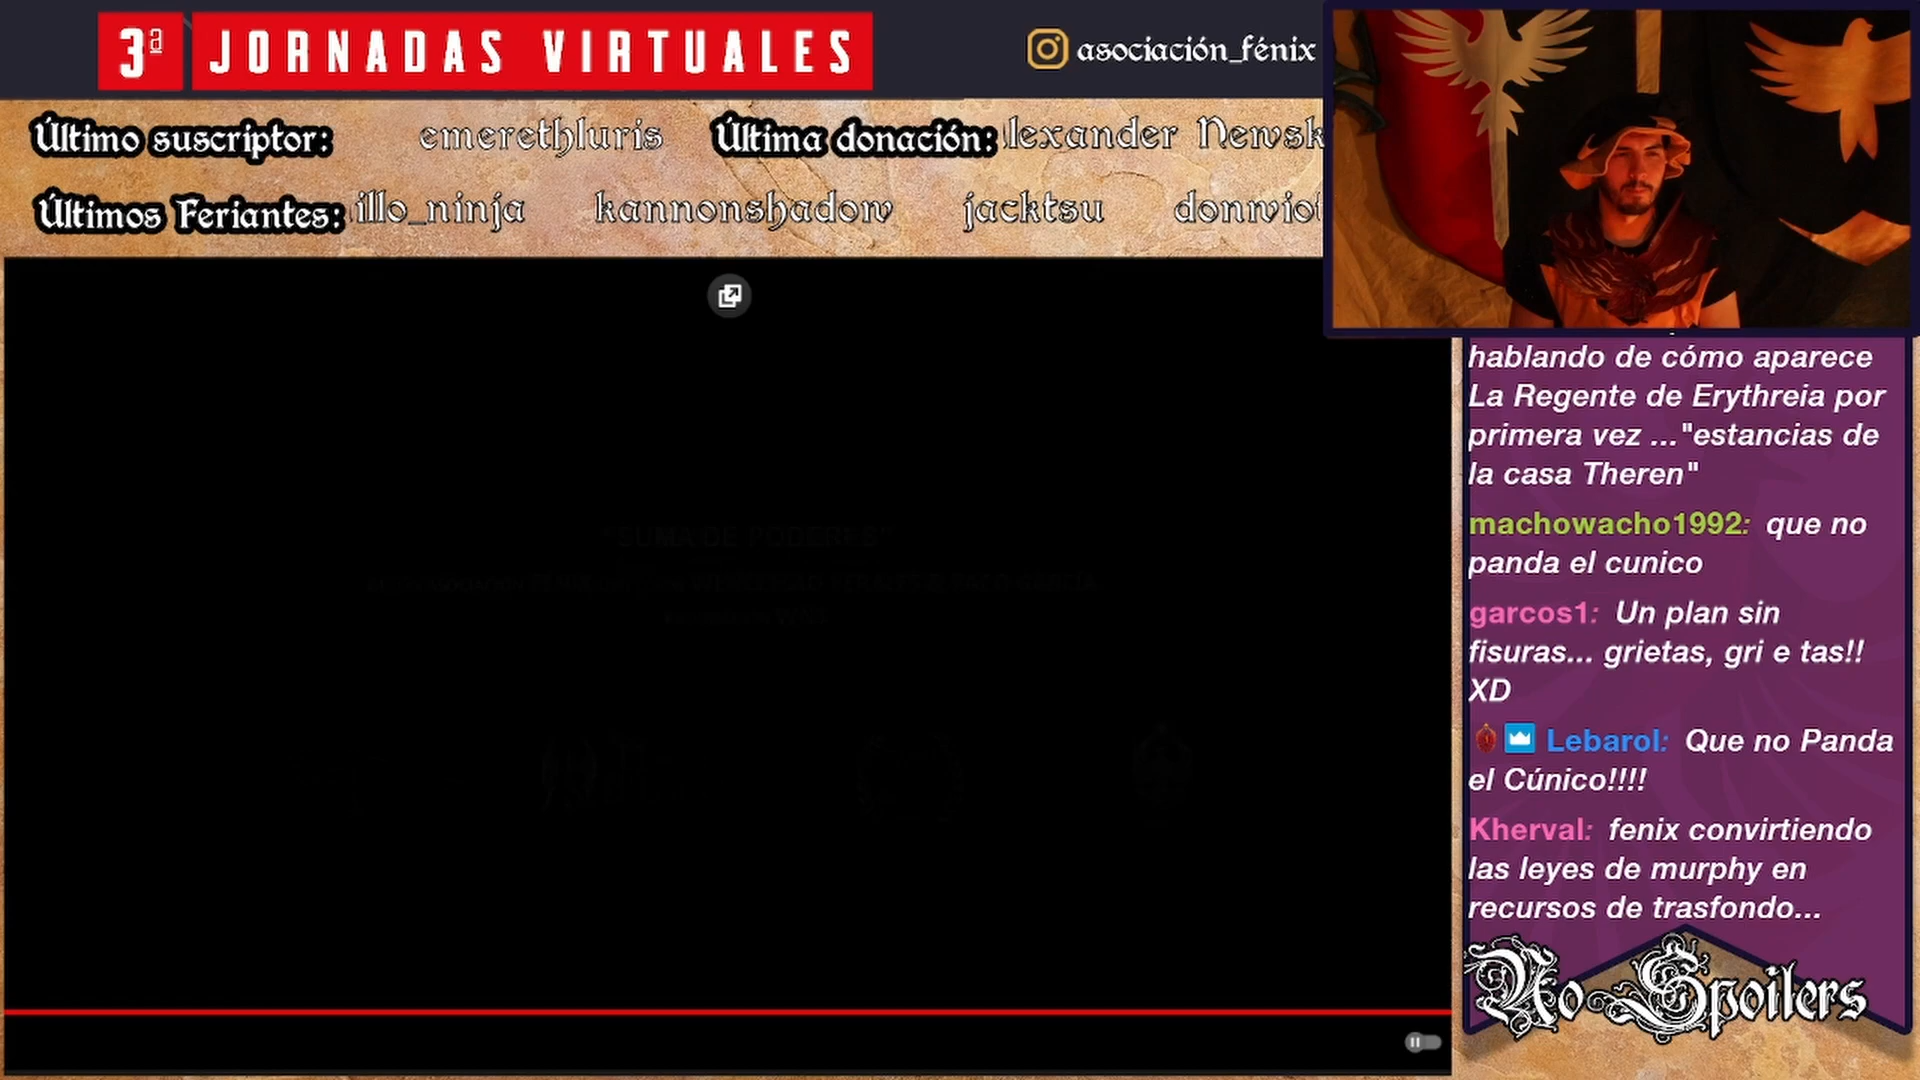 3ª JORNADAS VIRTUALES
asociación_fénix
Último suscriptor: emerethluris Última donación: lexander Newsk
Últimos Feriantes: illo_ninja kannonshadow jacktsu donwiot
"SUMA DE PODERES"
hablando de cómo aparece
La Regente de Erythreia por
primera vez ..."estancias de
la casa Theren"
machowacho1992: que no
panda el cunico
garcos1: Un plan sin
fisuras... grietas, gri e tas!!
XD
Lebarol: Que no Panda
el Cúnico!!!!
Kherval: fenix convirtiendo
las leyes de murphy en
recursos de trasfondo...
No Spoilers